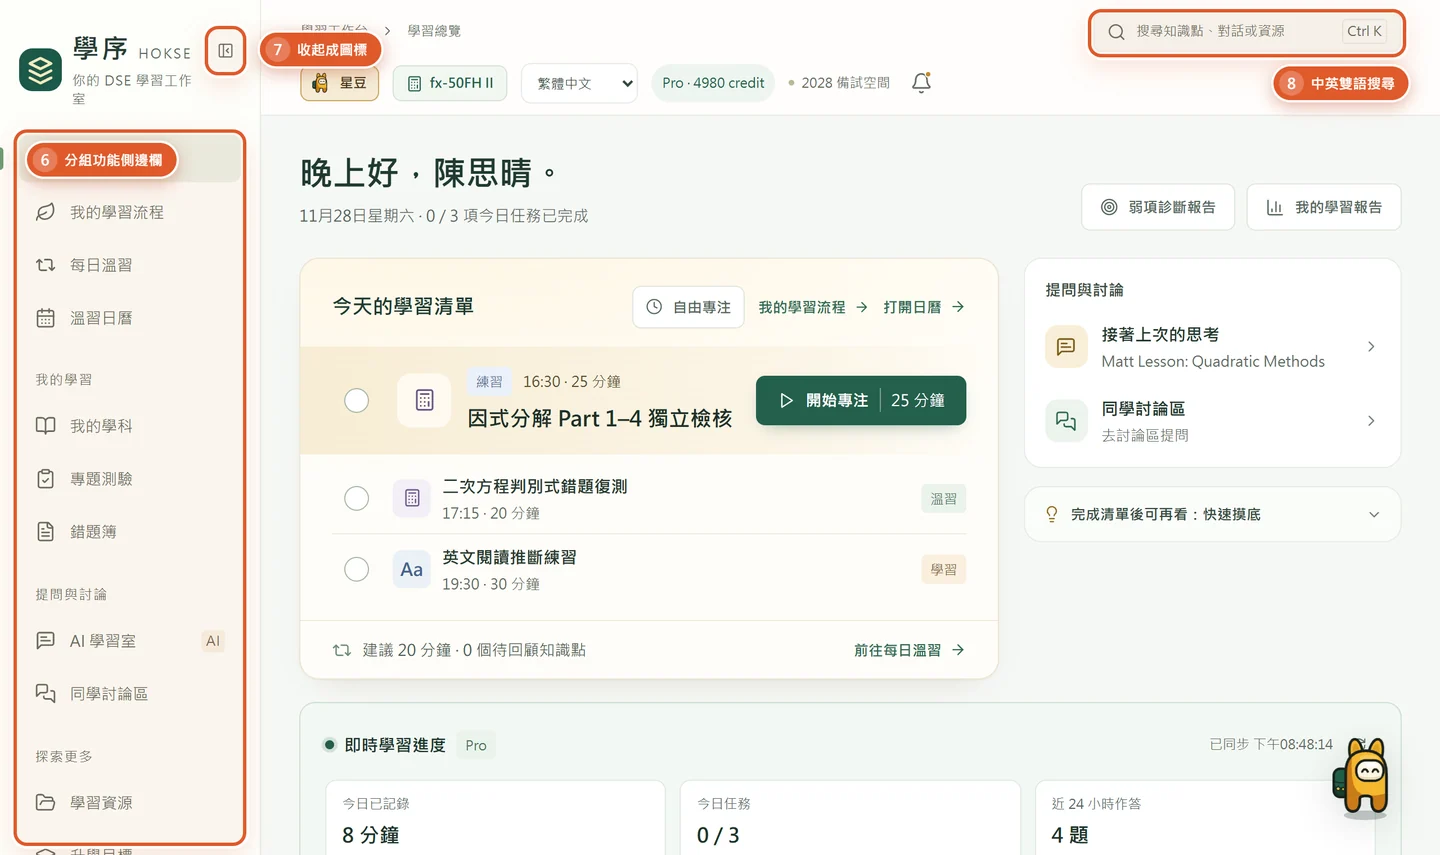 學序 HOKSE
你的 DSE 學習工作
室
6 分組功能側邊欄
我的學習流程
每日溫習
溫習日曆
我的學習
我的學科
專題測驗
錯題簿
提問與討論
AI 學習室 AI
同學討論區
探索更多
學習資源
升學目標
學習工作台 > 學習總覽
7 收起成圖標
搜尋知識點、對話或資源 Ctrl K
8 中英雙語搜尋
星豆
fx-50FH II
繁體中文
Pro · 4980 credit
2028 備試空間
晚上好，陳思晴。
11月28日星期六 · 0 / 3 項今日任務已完成
弱項診斷報告
我的學習報告
今天的學習清單
自由專注
我的學習流程 →
打開日曆 →
練習 16:30 · 25 分鐘
因式分解 Part 1–4 獨立檢核
開始專注 25 分鐘
二次方程判別式錯題復測
17:15 · 20 分鐘
溫習
英文閱讀推斷練習
19:30 · 30 分鐘
Aa
學習
建議 20 分鐘 · 0 個待回顧知識點
前往每日溫習 →
提問與討論
接著上次的思考
Matt Lesson: Quadratic Methods
同學討論區
去討論區提問
完成清單後可再看：快速摸底
即時學習進度 Pro
已同步 下午08:48:14
今日已記錄
8 分鐘
今日任務
0 / 3
近 24 小時作答
4 題